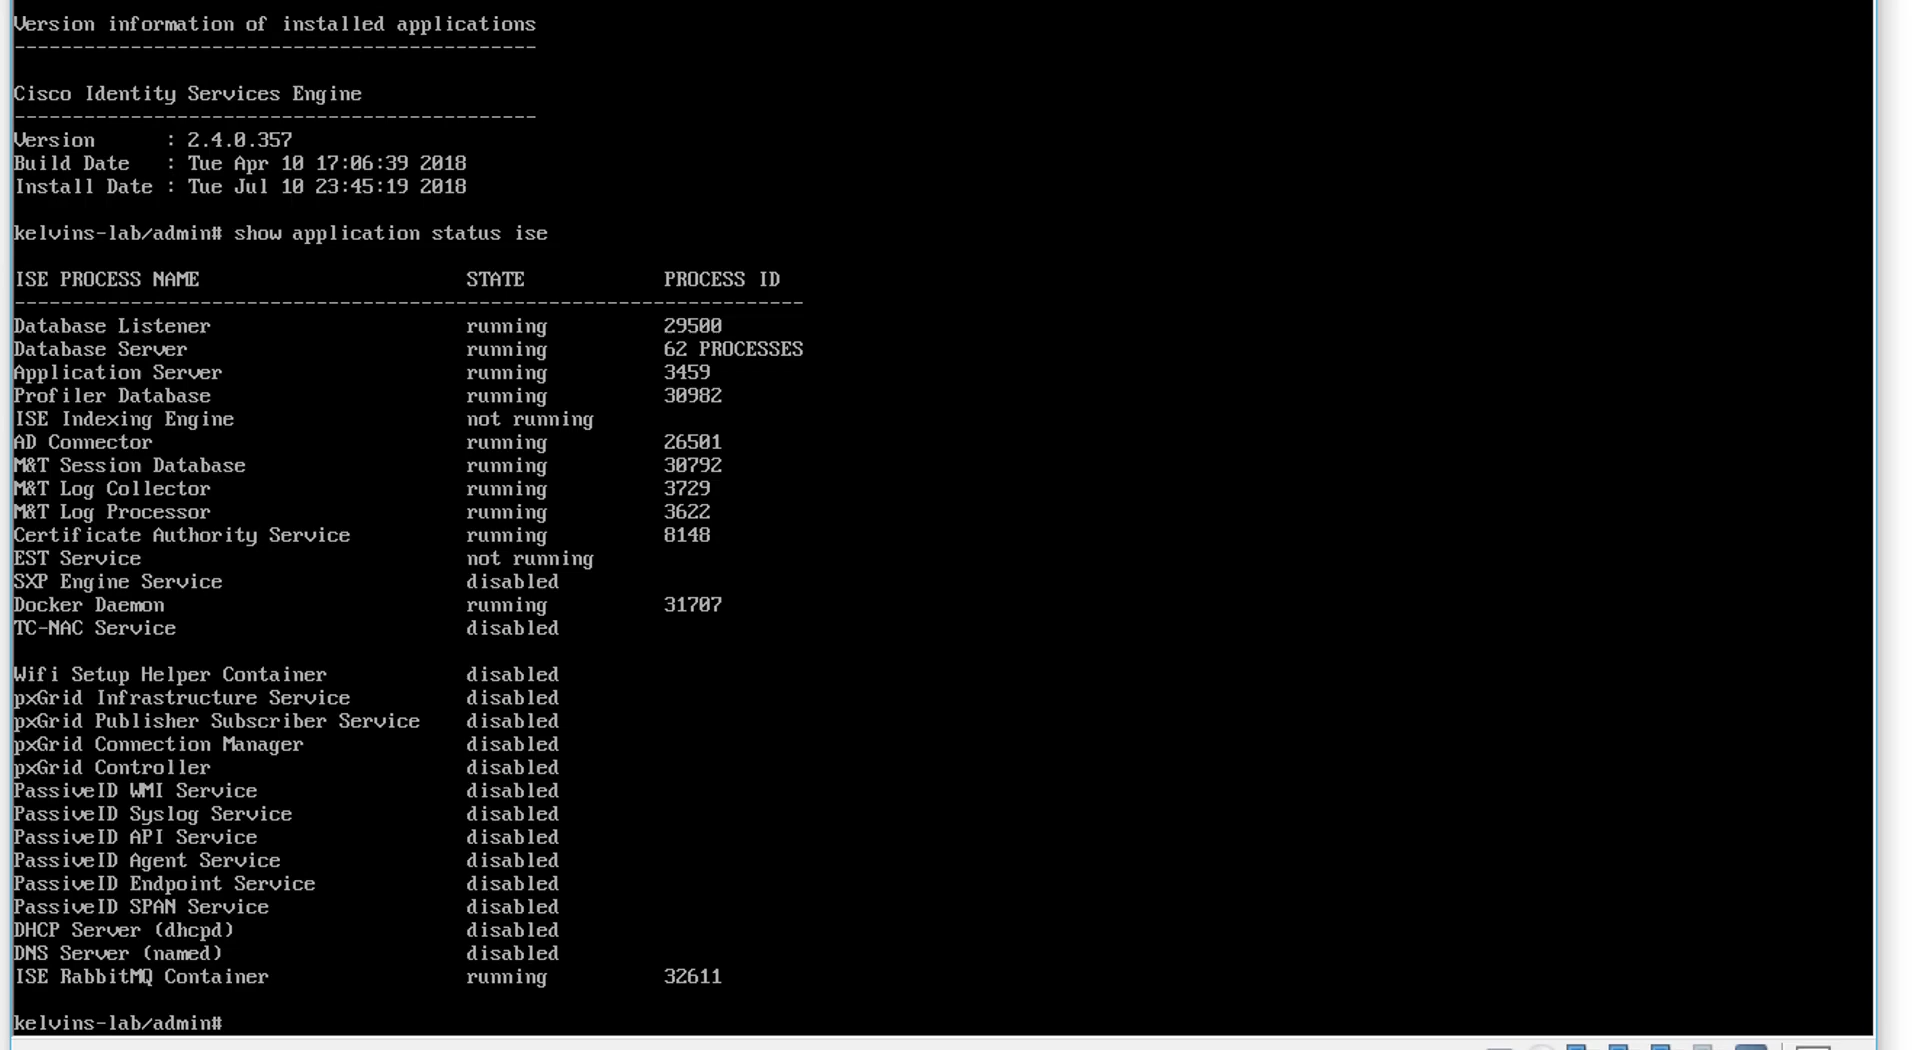 Version information of installed applications
---------------------------------------------
Cisco Identity Services Engine
---------------------------------------------
Version      : 2.4.0.357
Build Date   : Tue Apr 10 17:06:39 2018
Install Date : Tue Jul 10 23:45:19 2018
kelvins-lab/admin# show application status ise
ISE PROCESS NAME                       STATE            PROCESS ID
--------------------------------------------------------------------
Database Listener                      running          29500
Database Server                        running          62 PROCESSES
Application Server                     running          3459
Profiler Database                      running          30982
ISE Indexing Engine                    not running
AD Connector                           running          26501
M&T Session Database                   running          30792
M&T Log Collector                      running          3729
M&T Log Processor                      running          3622
Certificate Authority Service          running          8148
EST Service                            not running
SXP Engine Service                     disabled
Docker Daemon                          running          31707
TC-NAC Service                         disabled
Wifi Setup Helper Container            disabled
pxGrid Infrastructure Service          disabled
pxGrid Publisher Subscriber Service    disabled
pxGrid Connection Manager              disabled
pxGrid Controller                      disabled
PassiveID WMI Service                  disabled
PassiveID Syslog Service               disabled
PassiveID API Service                  disabled
PassiveID Agent Service                disabled
PassiveID Endpoint Service             disabled
PassiveID SPAN Service                 disabled
DHCP Server (dhcpd)                    disabled
DNS Server (named)                     disabled
ISE RabbitMQ Container                 running          32611
kelvins-lab/admin#